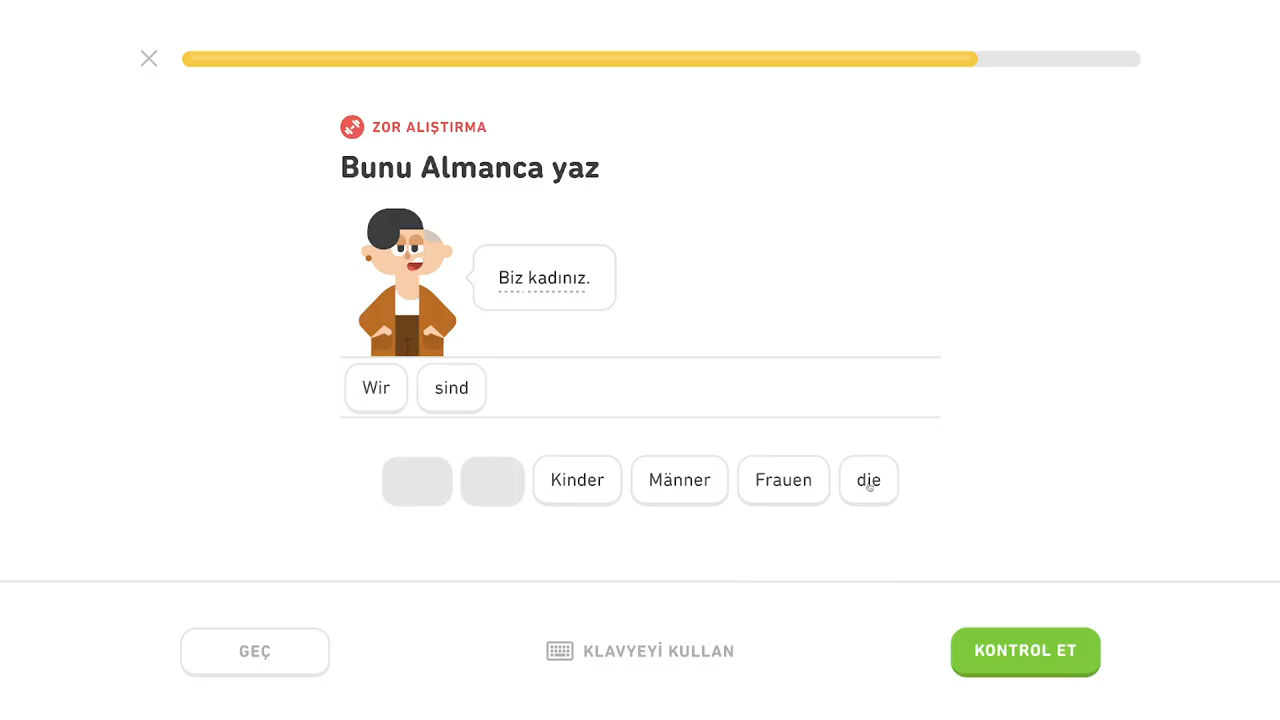 ZOR ALIŞTIRMA
Bunu Almanca yaz
Biz kadınız.
Wir sind
Kinder Männer Frauen die
GEÇ KLAVYEYİ KULLAN KONTROL ET